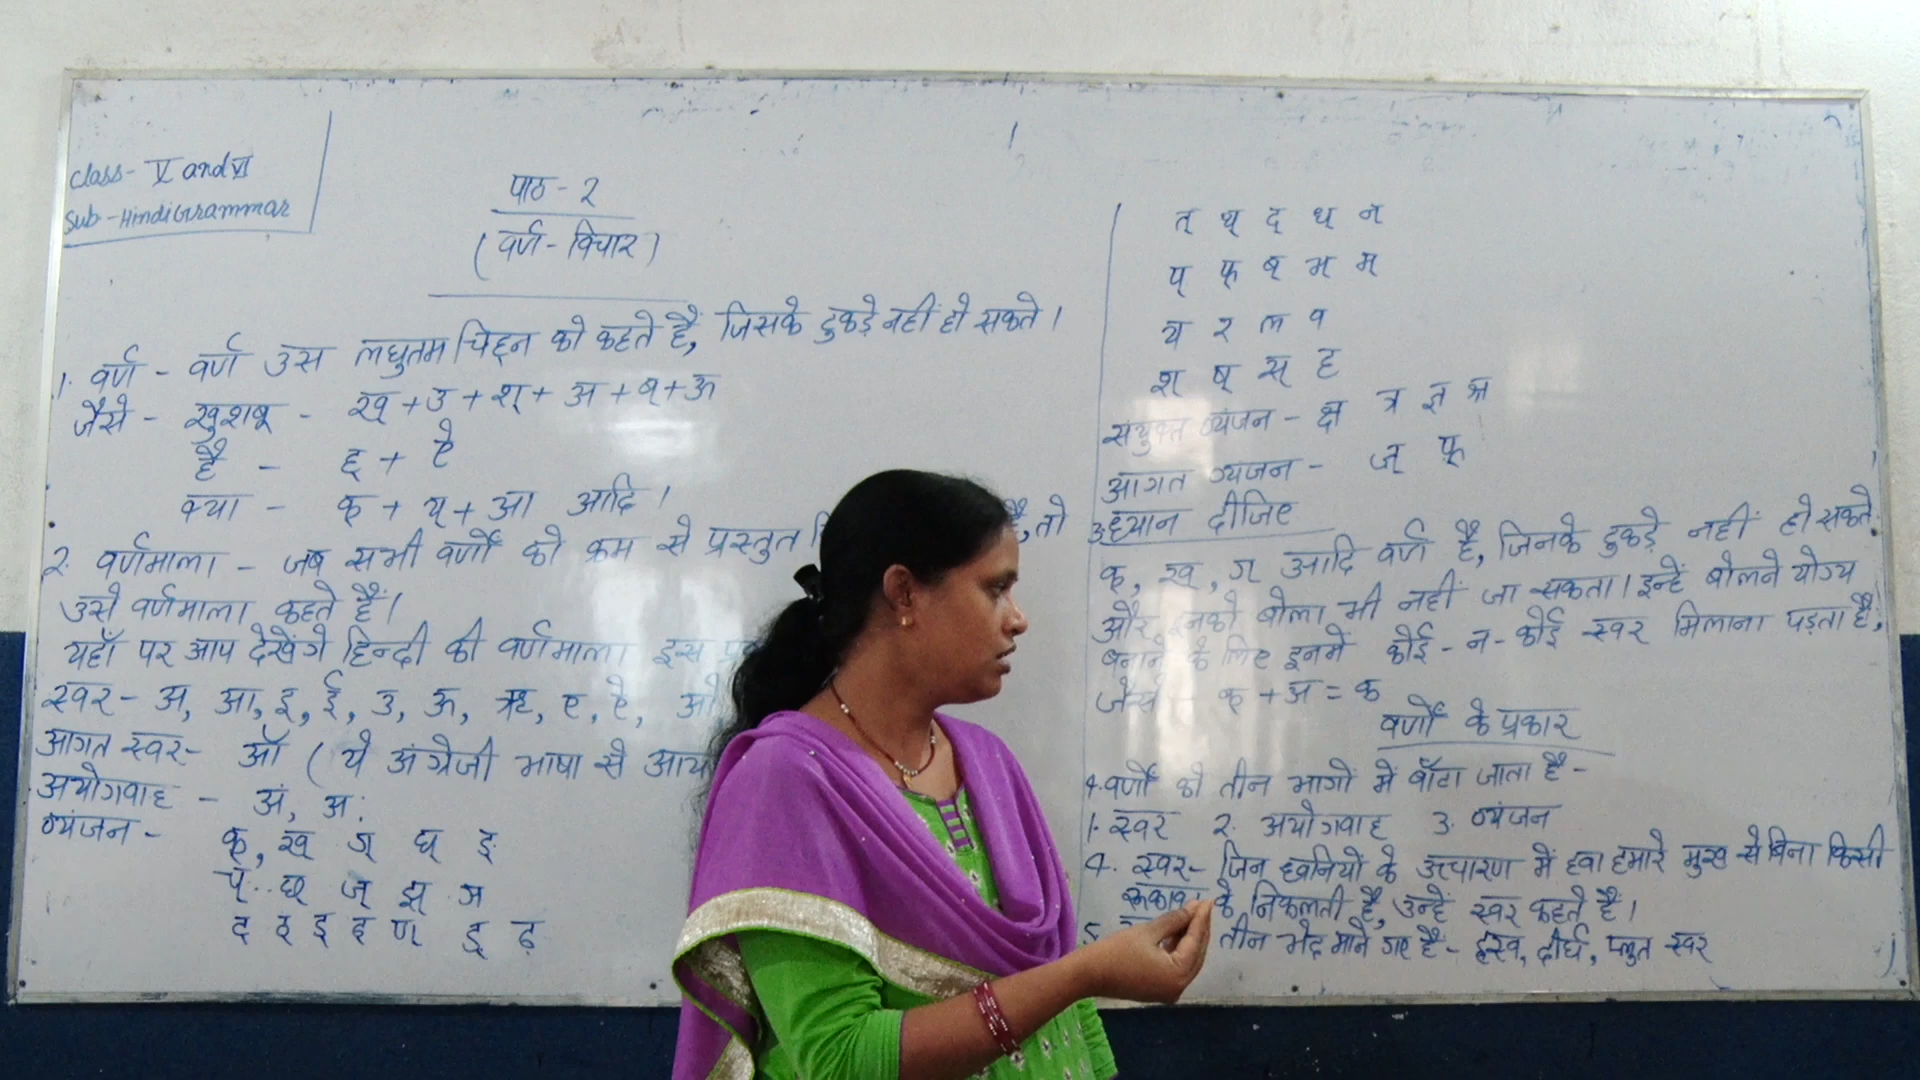 Class- V and VI
Sub-Hindi Grammar
पाठ - 2
(वर्ण - विचार)
1. वर्ण - वर्ण उस लघुतम चिह्न को कहते हैं, जिसके टुकड़े नहीं हो सकते।
जैसे - खुशबू - ख् + उ + श् + अ + ब् + ऊ
है - ह् + ऐ
क्या - क् + य् + आ आदि।
2. वर्णमाला - जब सभी वर्णों को क्रम से प्रस्तुत है, तो
उसे वर्णमाला कहते हैं।
यहाँ पर आप देखेंगे हिन्दी की वर्णमाला इस
स्वर - अ, आ, इ, ई, उ, ऊ, ऋ, ए, ऐ, ओ
आगत स्वर - ऑ (ये अंग्रेजी भाषा से
अयोगवाह - अं, अः
व्यंजन - क्, ख् ग् घ् ङ्
च् छ् ज् झ् ञ
ण् ड़् ढ़
त् थ् द् ध् न्
प् फ् ब् भ् म्
य र ल व
श् ष् स् ह
संयुक्त व्यंजन - क्ष त्र ज्ञ श्र
आगत व्यंजन - ज़् फ़्
3. ध्यान दीजिए
क्, ख्, ग् आदि वर्ण है, जिनके टुकड़े नहीं हो सकते
और इनको बोला भी नहीं जा सकता। इन्हें बोलने योग्य
बनाने के लिए इनमें कोई - न - कोई स्वर मिलाना पड़ता है;
जैसे - क् + अ = क
वर्णों के प्रकार
4. वर्णों को तीन भागों में बाँटा जाता है -
1. स्वर 2. अयोगवाह 3. व्यंजन
4. स्वर - जिन ध्वनियों के उच्चारण में हवा हमारे मुख से बिना किसी
रूकावट के निकलती है, उन्हें स्वर कहते हैं।
5. तीन भेद माने गए है - ह्रस्व, दीर्घ, प्लुत स्वर